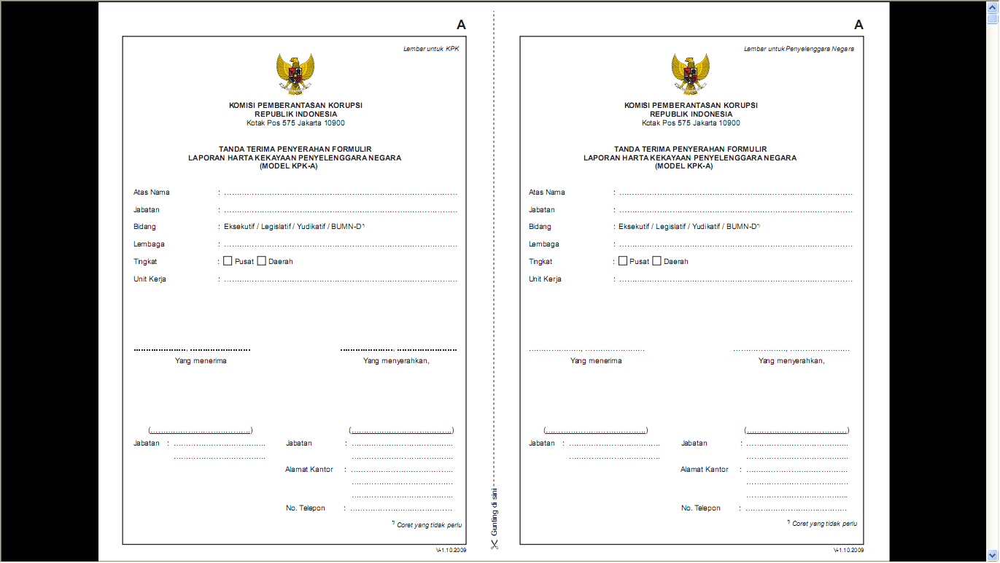 A
Lembar untuk KPK
KOMISI PEMBERANTASAN KORUPSI
REPUBLIK INDONESIA
Kotak Pos 575 Jakarta 10900
TANDA TERIMA PENYERAHAN FORMULIR
LAPORAN HARTA KEKAYAAN PENYELENGGARA NEGARA
(MODEL KPK-A)
Atas Nama : ................................................................
Jabatan : ................................................................
Bidang : Eksekutif / Legislatif / Yudikatif / BUMN-D*)
Lembaga : ................................................................
Tingkat : Pusat Daerah
Unit Kerja : ................................................................
...................., ........................ ...................., ........................
Yang menerima Yang menyerahkan,
(........................................) (........................................)
Jabatan : .................................... Jabatan : ........................................
.................................... ........................................
Alamat Kantor : ........................................
........................................
........................................
No. Telepon : ........................................
*) Coret yang tidak perlu
V41.10.2009
Gunting di sini
A
Lembar untuk Penyelenggara Negara
KOMISI PEMBERANTASAN KORUPSI
REPUBLIK INDONESIA
Kotak Pos 575 Jakarta 10900
TANDA TERIMA PENYERAHAN FORMULIR
LAPORAN HARTA KEKAYAAN PENYELENGGARA NEGARA
(MODEL KPK-A)
Atas Nama : ................................................................
Jabatan : ................................................................
Bidang : Eksekutif / Legislatif / Yudikatif / BUMN-D*)
Lembaga : ................................................................
Tingkat : Pusat Daerah
Unit Kerja : ................................................................
...................., ........................ ...................., ........................
Yang menerima Yang menyerahkan,
(........................................) (........................................)
Jabatan : .................................... Jabatan : ........................................
.................................... ........................................
Alamat Kantor : ........................................
........................................
........................................
No. Telepon : ........................................
*) Coret yang tidak perlu
V41.10.2009